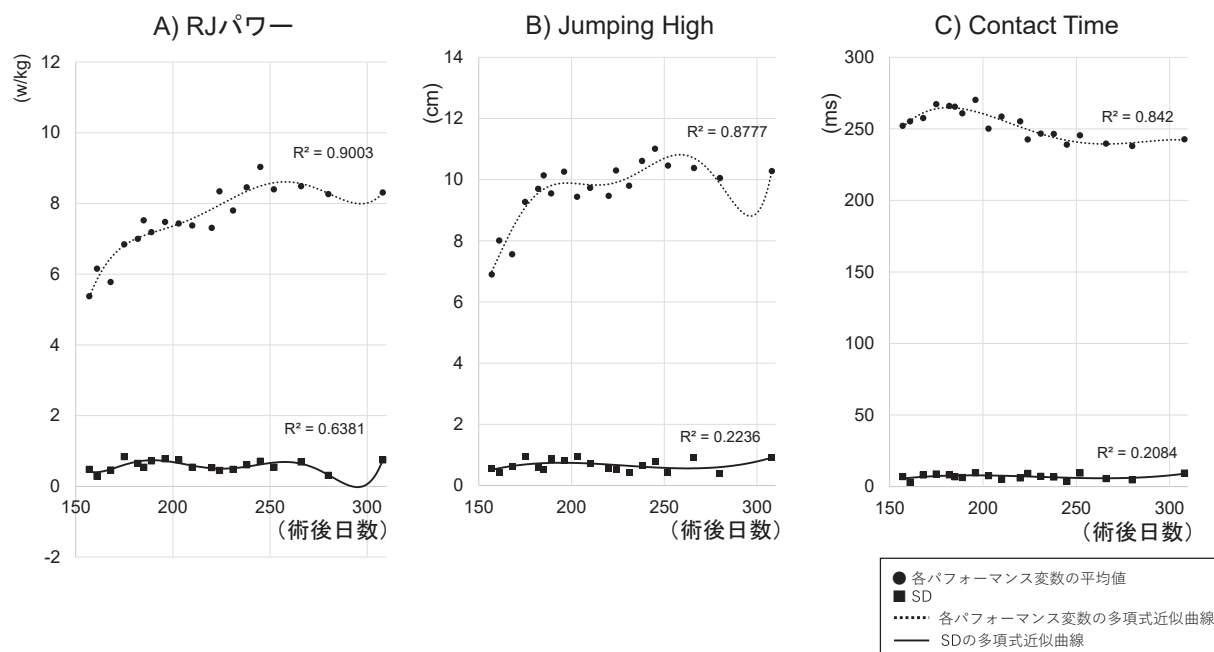 A) RJパワー
(w/kg)
12
10
8
6
4
2
0
-2
R² = 0.9003
R² = 0.6381
150
200
250
300
（術後日数）
B) Jumping High
(cm)
14
12
10
8
6
4
2
0
R² = 0.8777
R² = 0.2236
150
200
250
300
（術後日数）
C) Contact Time
(ms)
300
250
200
150
100
50
0
R² = 0.842
R² = 0.2084
150
200
250
300
（術後日数）
各パフォーマンス変数の平均値
SD
各パフォーマンス変数の多項式近似曲線
SDの多項式近似曲線